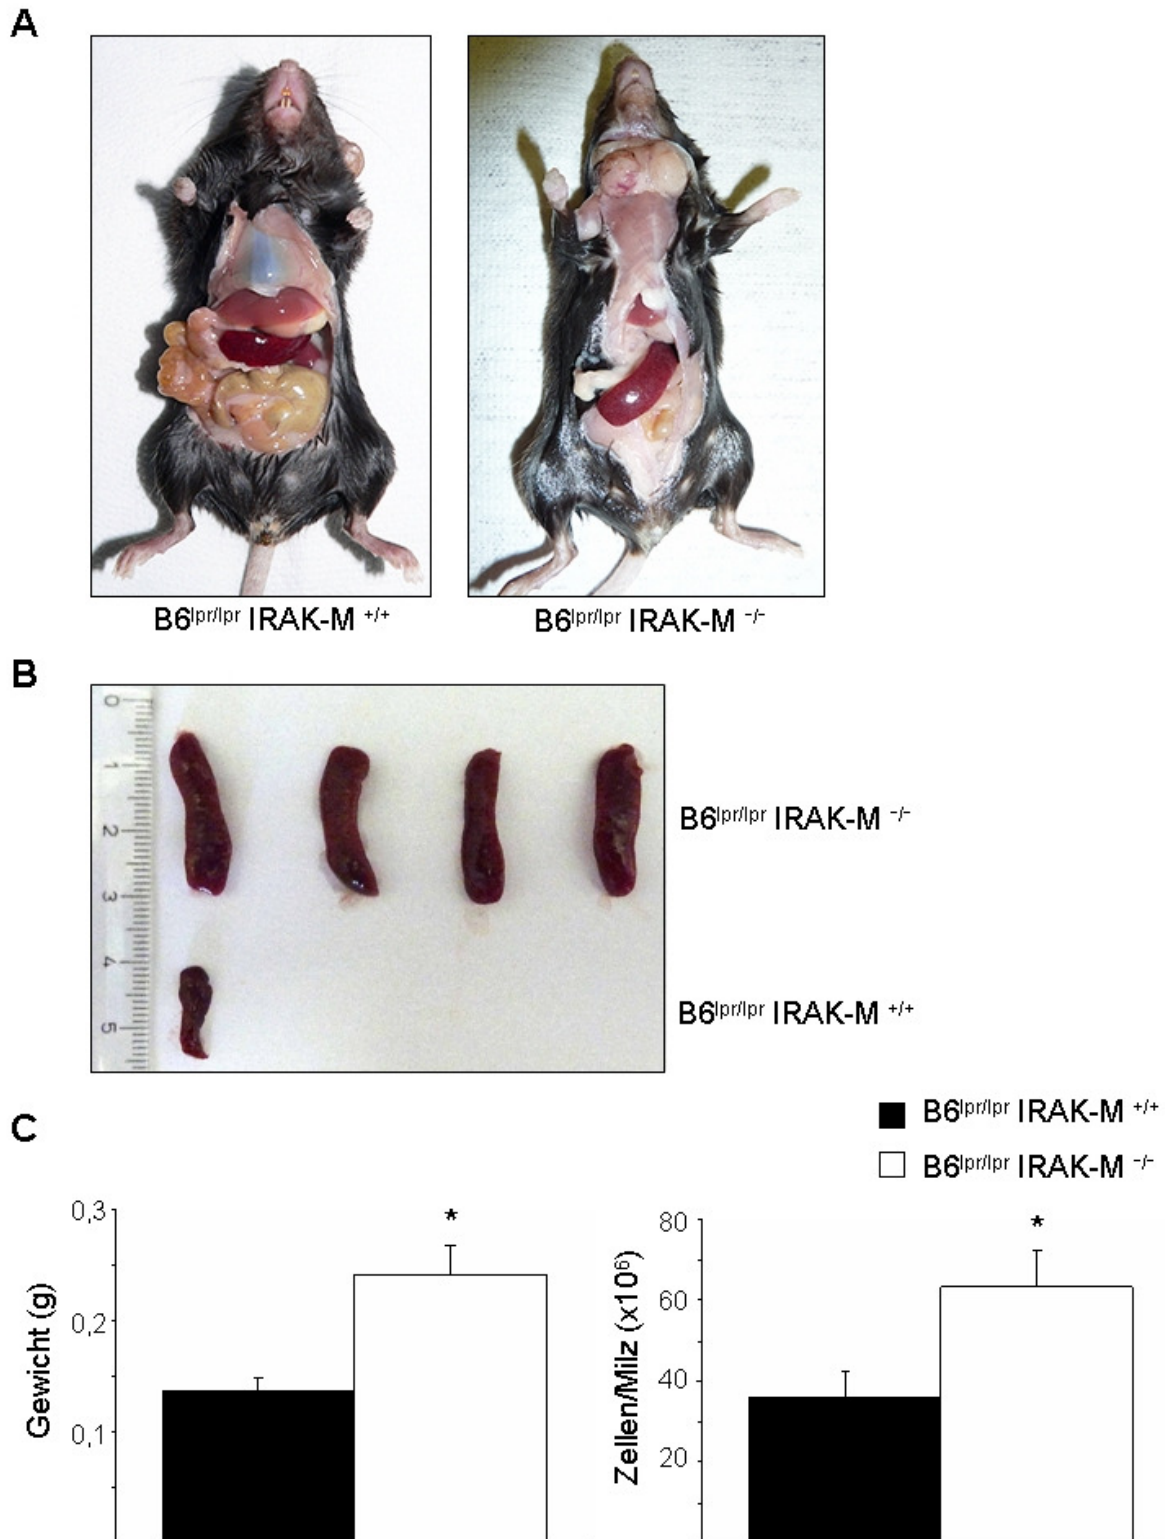 A
B6lpr/lpr IRAK-M +/+
B6lpr/lpr IRAK-M -/-
B
0
1
2
3
4
5
B6lpr/lpr IRAK-M -/-
B6lpr/lpr IRAK-M +/+
C
B6lpr/lpr IRAK-M +/+
B6lpr/lpr IRAK-M -/-
0,3
0,2
0,1
Gewicht (g)
*
80
60
40
20
Zellen/Milz (x10⁶)
*